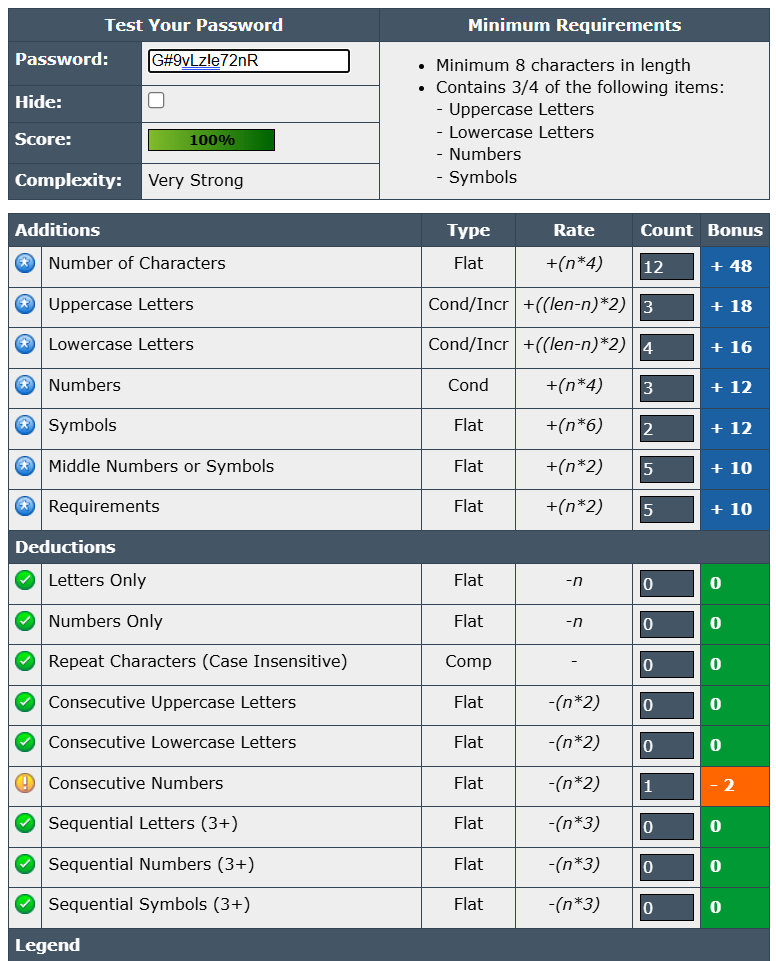 Test Your Password
Minimum Requirements
Password:
G#9vLz!e72nR
Hide:
Score:
100%
Complexity:
Very Strong
• Minimum 8 characters in length
• Contains 3/4 of the following items:
- Uppercase Letters
- Lowercase Letters
- Numbers
- Symbols
Additions Type Rate Count Bonus
Number of Characters Flat +(n*4) 12 + 48
Uppercase Letters Cond/Incr +((len-n)*2) 3 + 18
Lowercase Letters Cond/Incr +((len-n)*2) 4 + 16
Numbers Cond +(n*4) 3 + 12
Symbols Flat +(n*6) 2 + 12
Middle Numbers or Symbols Flat +(n*2) 5 + 10
Requirements Flat +(n*2) 5 + 10
Deductions
Letters Only Flat -n 0 0
Numbers Only Flat -n 0 0
Repeat Characters (Case Insensitive) Comp - 0 0
Consecutive Uppercase Letters Flat -(n*2) 0 0
Consecutive Lowercase Letters Flat -(n*2) 0 0
Consecutive Numbers Flat -(n*2) 1 - 2
Sequential Letters (3+) Flat -(n*3) 0 0
Sequential Numbers (3+) Flat -(n*3) 0 0
Sequential Symbols (3+) Flat -(n*3) 0 0
Legend